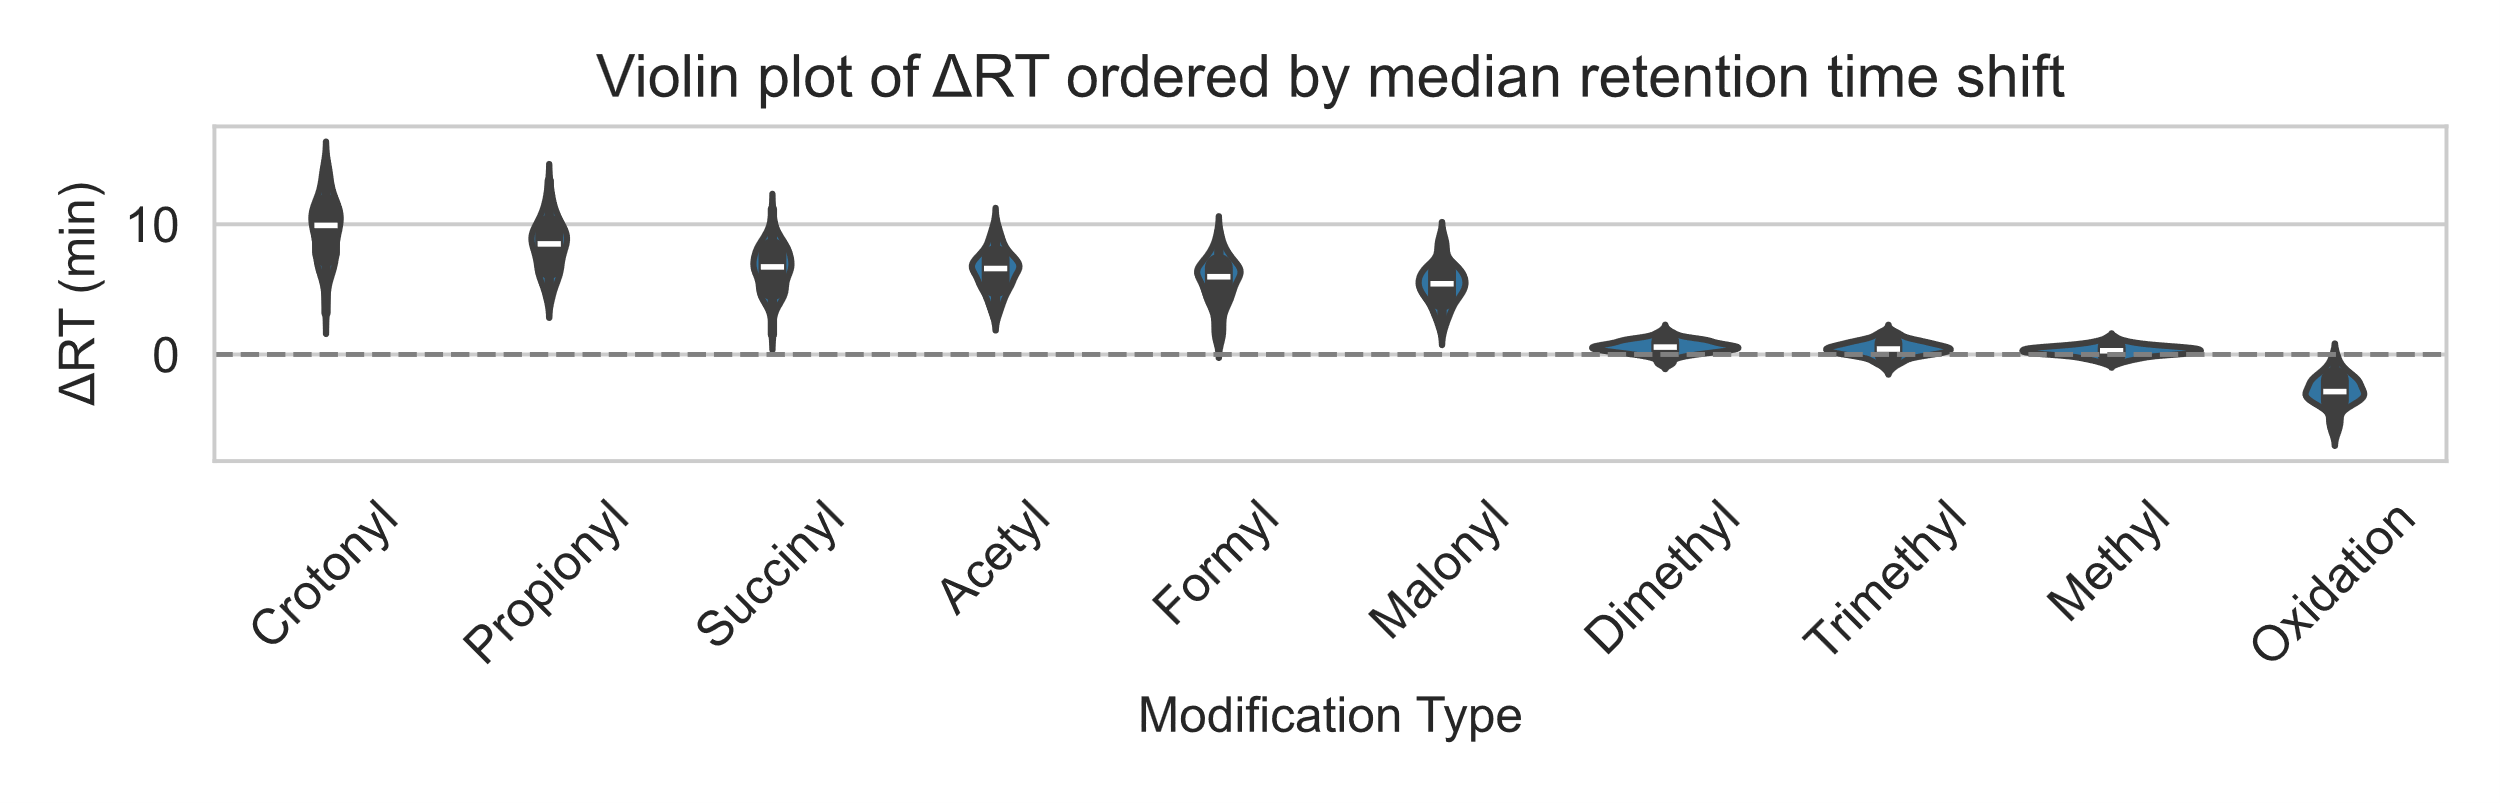 Violin plot of ΔRT ordered by median retention time shift
ΔRT (min)
10
0
Crotonyl
Propionyl
Succinyl
Acetyl
Formyl
Malonyl
Dimethyl
Trimethyl
Methyl
Oxidation
Modification Type